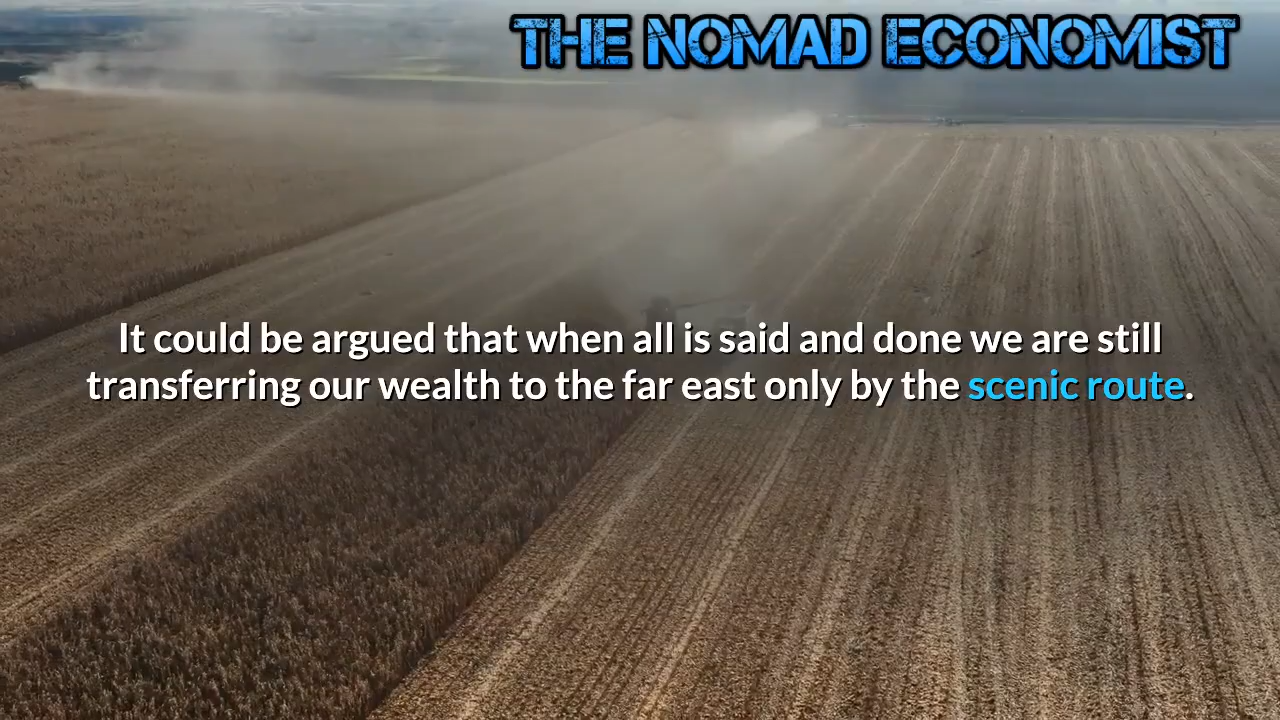 THE NOMAD ECONOMIST
It could be argued that when all is said and done we are still
transferring our wealth to the far east only by the scenic route.